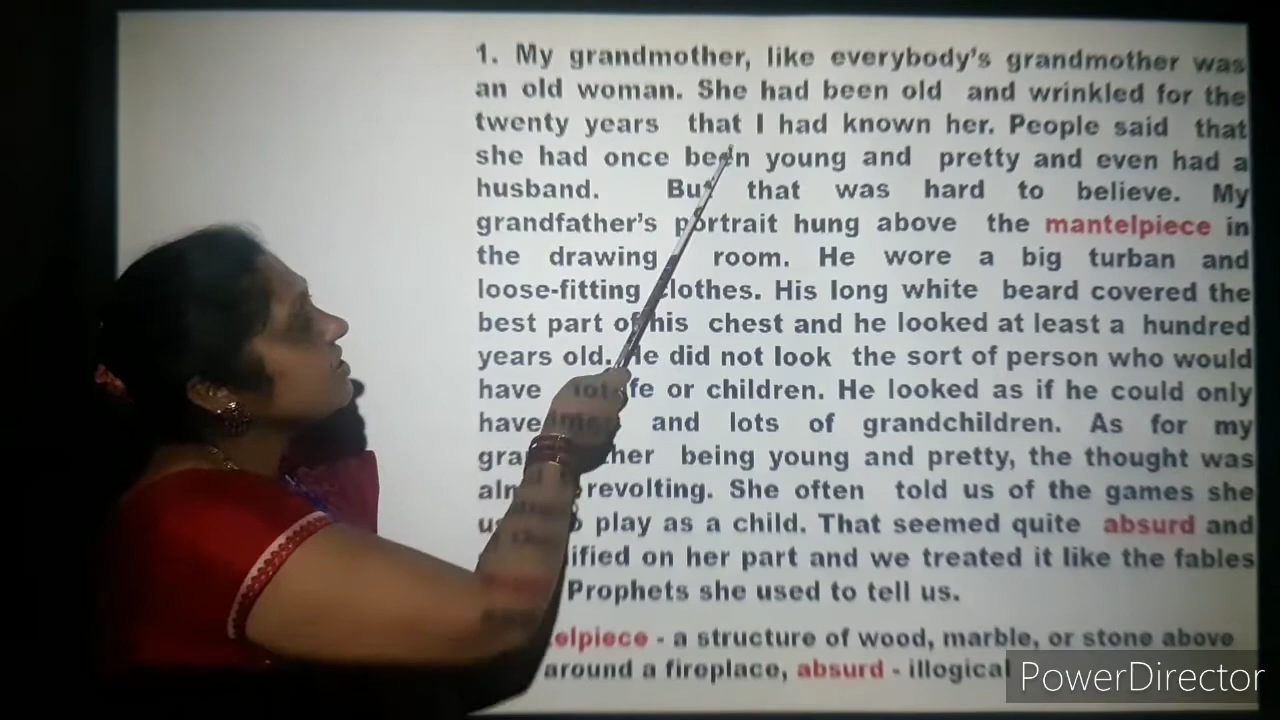 1. My grandmother, like everybody's grandmother was
an old woman. She had been old and wrinkled for the
twenty years that I had known her. People said that
she had once been young and pretty and even had a
husband. But that was hard to believe. My
grandfather's portrait hung above the mantelpiece in
the drawing room. He wore a big turban and
loose-fitting clothes. His long white beard covered the
best part of his chest and he looked at least a hundred
years old. He did not look the sort of person who would
have or children. He looked as if he could only
have and lots of grandchildren. As for my
being young and pretty, the thought was
revolting. She often told us of the games she
play as a child. That seemed quite absurd and
on her part and we treated it like the fables
Prophets she used to tell us.
- a structure of wood, marble, or stone above
around a fireplace, absurd - illogical
PowerDirector